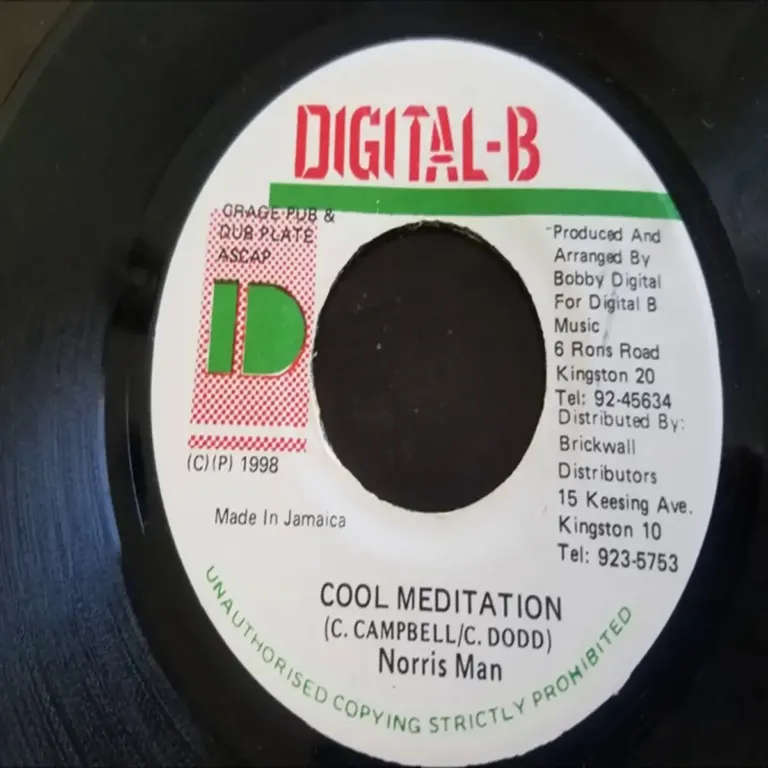 DIGITAL-B
GRAGE PUB &
DUB PLATE
ASCAP
D
(C)(P) 1998
Made In Jamaica
Produced And
Arranged By
Bobby Digital
For Digital B
Music
6 Rons Road
Kingston 20
Tel: 92-45634
Distributed By:
Brickwall
Distributors
15 Keesing Ave.
Kingston 10
Tel: 923-5753
COOL MEDITATION
(C. CAMPBELL/C. DODD)
Norris Man
UNAUTHORISED COPYING STRICTLY PROHIBITED